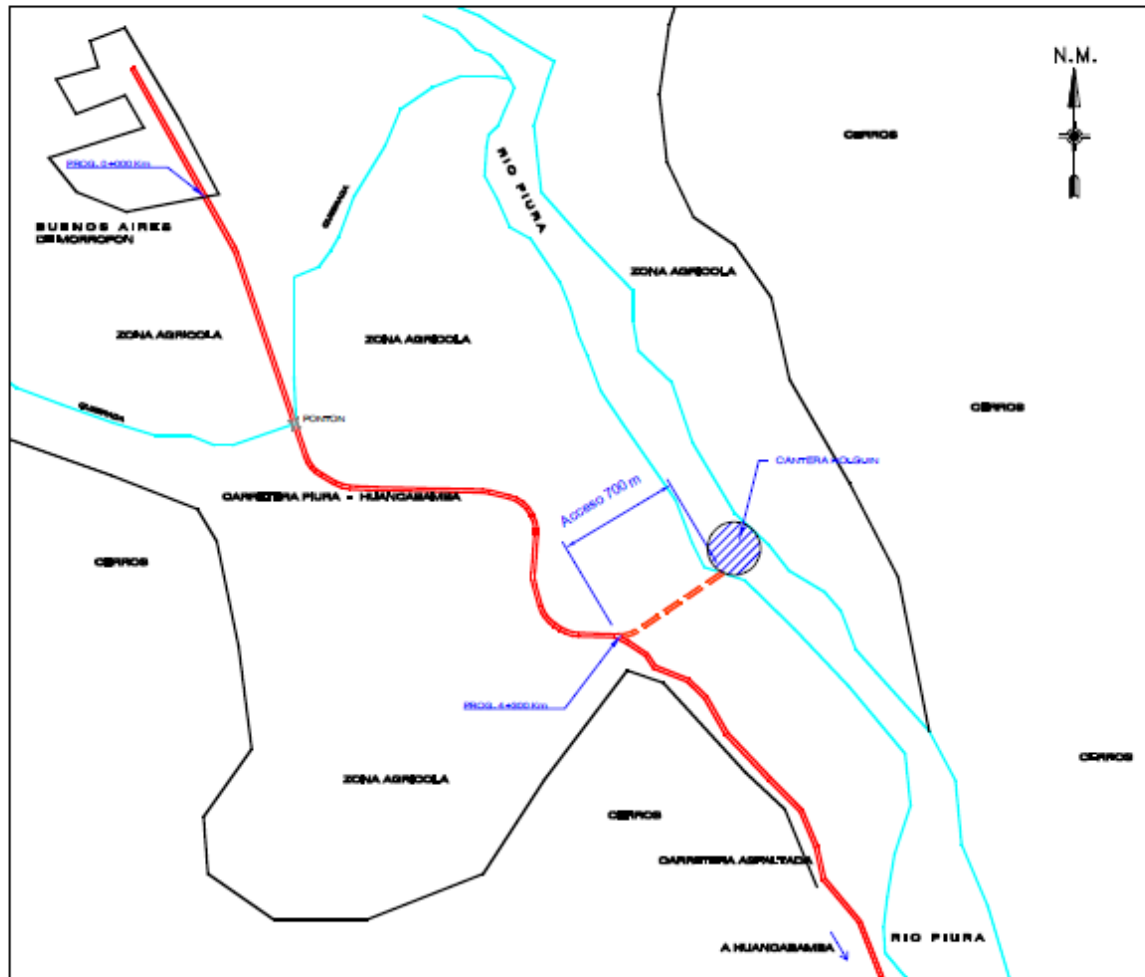 N.M.
CERROS
PROG. 0+000 Km
QUEBRADA
RIO PIURA
BUENOS AIRES
DE MORROPON
ZONA AGRICOLA
ZONA AGRICOLA
ZONA AGRICOLA
QUEBRADA
PONTON
CERROS
CANTERA HOLGUIN
CARRETERA PIURA - HUANCABAMBA
Acceso 700 m
CERROS
PROG. 4+300 Km
ZONA AGRICOLA
CERROS
CERROS
CARRETERA ASFALTADA
A HUANCABAMBA
RIO PIURA